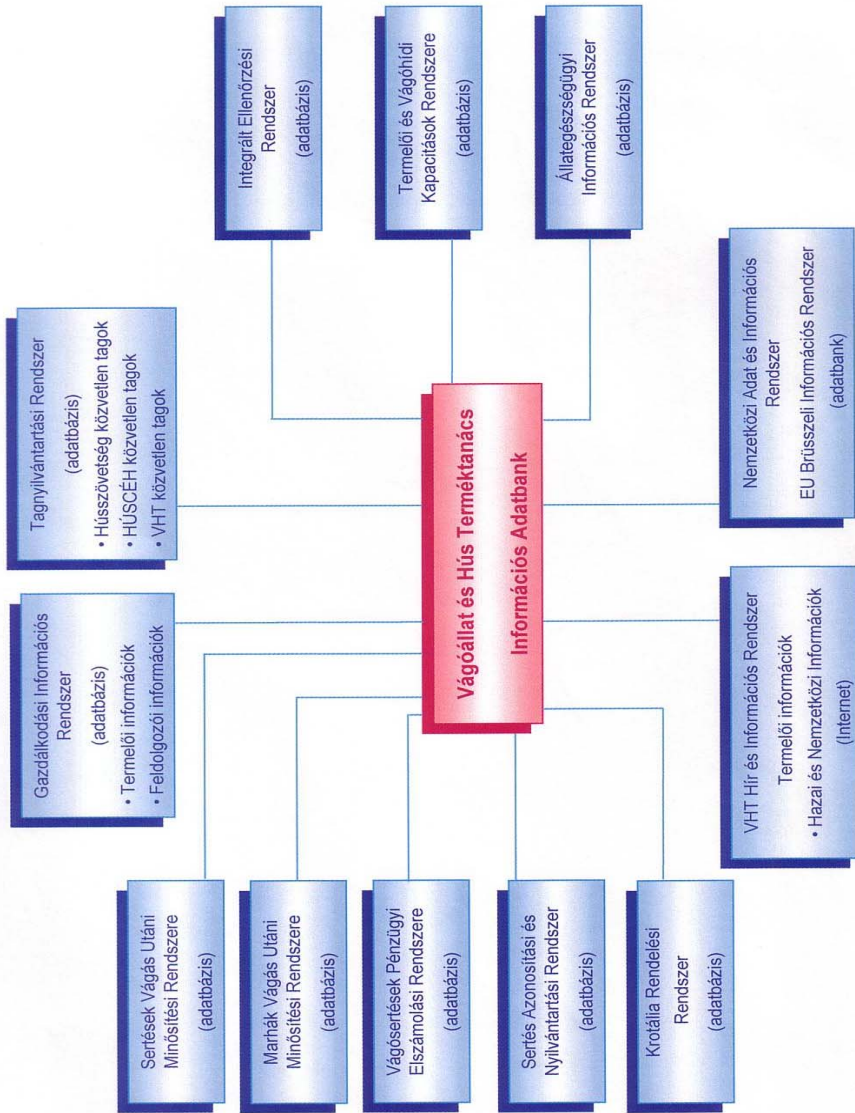 Gazdálkodási Információs
Rendszer
(adatbázis)
• Termelői információk
• Feldolgozói információk
Tagnyilvántartási Rendszer
(adatbázis)
• Hússzövetség közvetlen tagok
• HÚSCÉH közvetlen tagok
• VHT közvetlen tagok
Sertések Vágás Utáni
Minősítési Rendszere
(adatbázis)
Marhák Vágás Utáni
Minősítési Rendszere
(adatbázis)
Vágósertések Pénzügyi
Elszámolási Rendszere
(adatbázis)
Sertés Azonosítási és
Nyilvántartási Rendszer
(adatbázis)
Krotália Rendelési
Rendszer
(adatbázis)
Vágóállat és Hús Terméktanács
Információs Adatbank
Integrált Ellenőrzési
Rendszer
(adatbázis)
Termelői és Vágóhídi
Kapacitások Rendszere
(adatbázis)
Állategészségügyi
Információs Rendszer
(adatbázis)
VHT Hír és Információs Rendszer
Termelői információk
• Hazai és Nemzetközi Információk
(Internet)
Nemzetközi Adat és Információs
Rendszer
EU Brüsszeli Információs Rendszer
(adatbank)